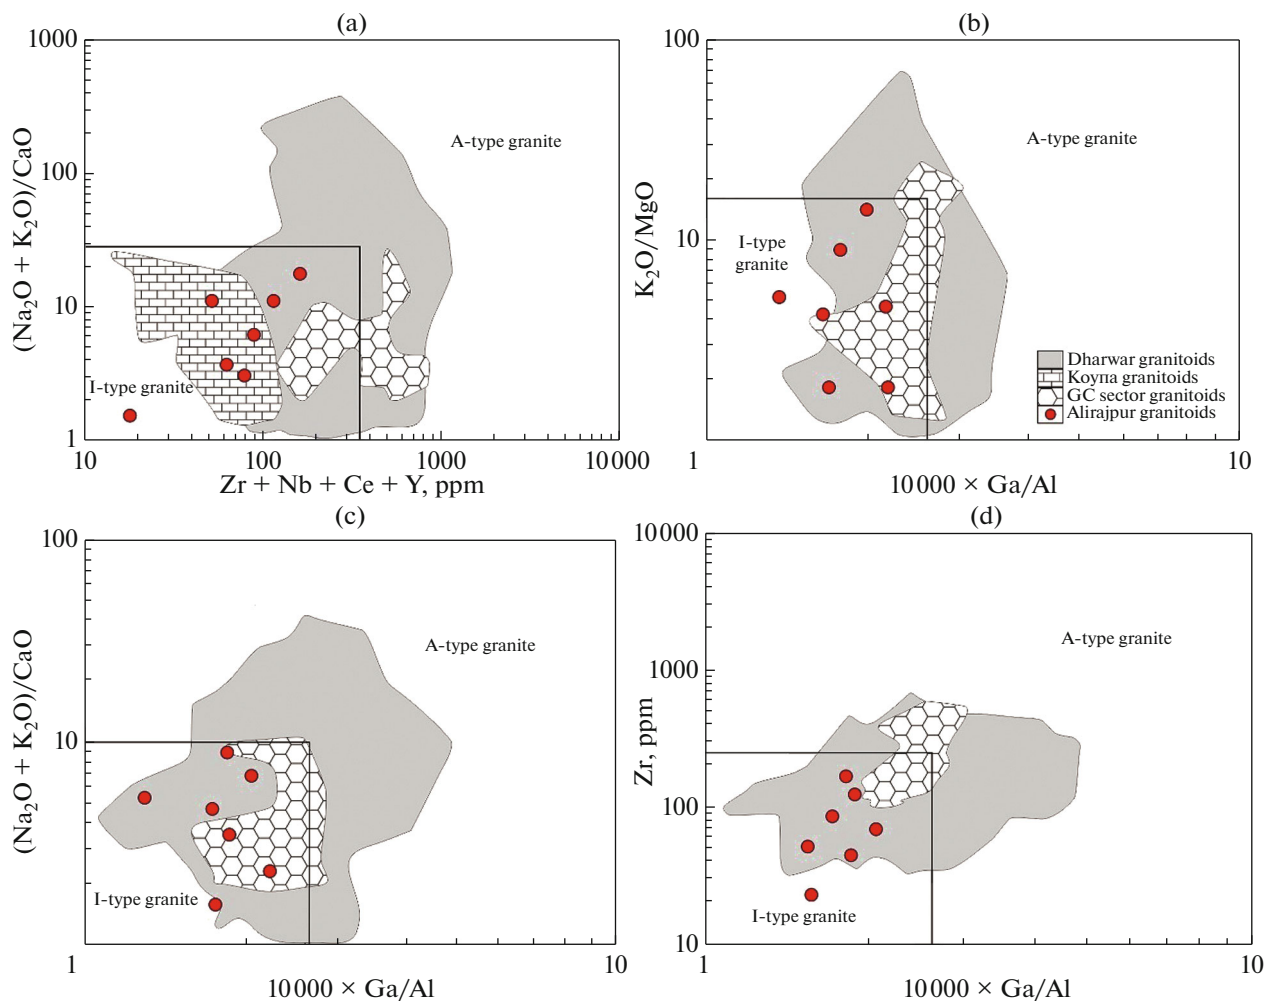 (a)
1000
100
10
1
(Na2O + K2O)/CaO
A-type granite
I-type granite
10
100
1000
10000
Zr + Nb + Ce + Y, ppm
(b)
100
10
1
K2O/MgO
A-type granite
I-type
granite
Dharwar granitoids
Koyna granitoids
GC sector granitoids
Alirajpur granitoids
10
10000 × Ga/Al
(c)
100
10
1
(Na2O + K2O)/CaO
A-type granite
I-type granite
10
10000 × Ga/Al
(d)
10000
1000
100
10
Zr, ppm
A-type granite
I-type granite
1
10
10000 × Ga/Al